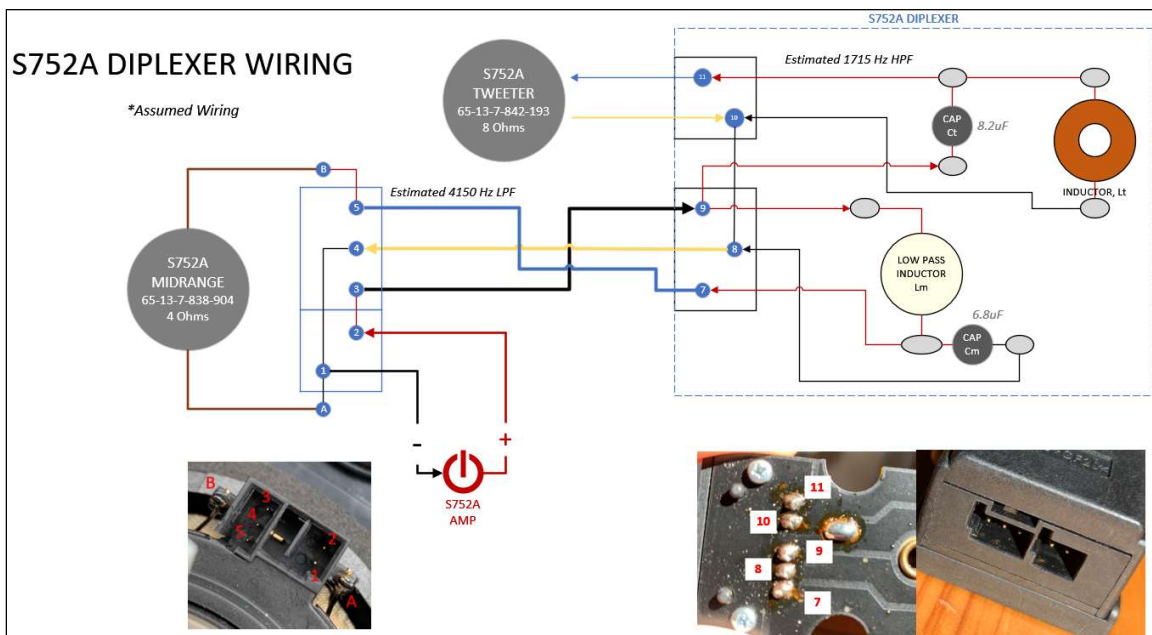 S752A DIPLEXER
S752A DIPLEXER WIRING
*Assumed Wiring
S752A
TWEETER
65-13-7-842-193
8 Ohms
11
10
Estimated 1715 Hz HPF
CAP
Ct
8.2uF
INDUCTOR, Lt
B
5
4
3
2
1
A
Estimated 4150 Hz LPF
S752A
MIDRANGE
65-13-7-838-904
4 Ohms
9
8
7
LOW PASS
INDUCTOR
Lm
6.8uF
CAP
Cm
-
+
S752A
AMP
B
3
4
5
2
1
A
11
10
9
8
7